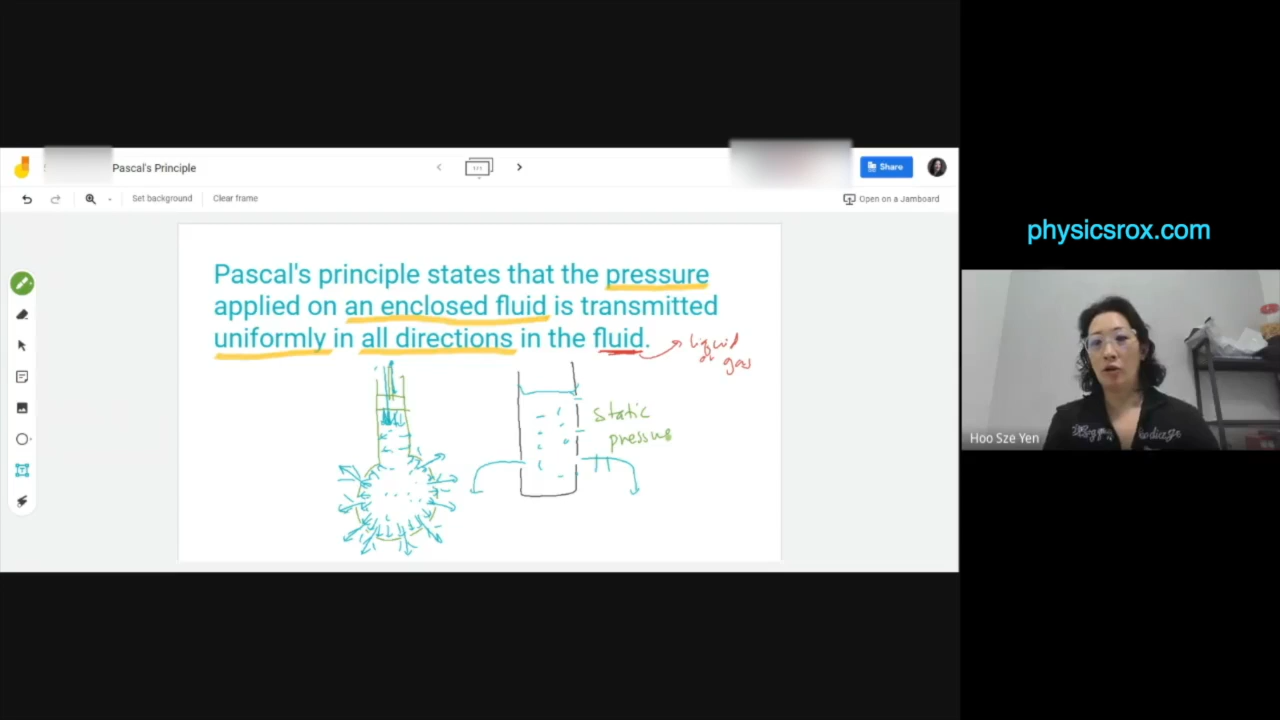 Pascal's Principle
Share
Set background
Clear frame
Open on a Jamboard
Pascal's principle states that the pressure
applied on an enclosed fluid is transmitted
uniformly in all directions in the fluid.
liquid
or
gas
static
pressure
physicsrox.com
Hoo Sze Yen